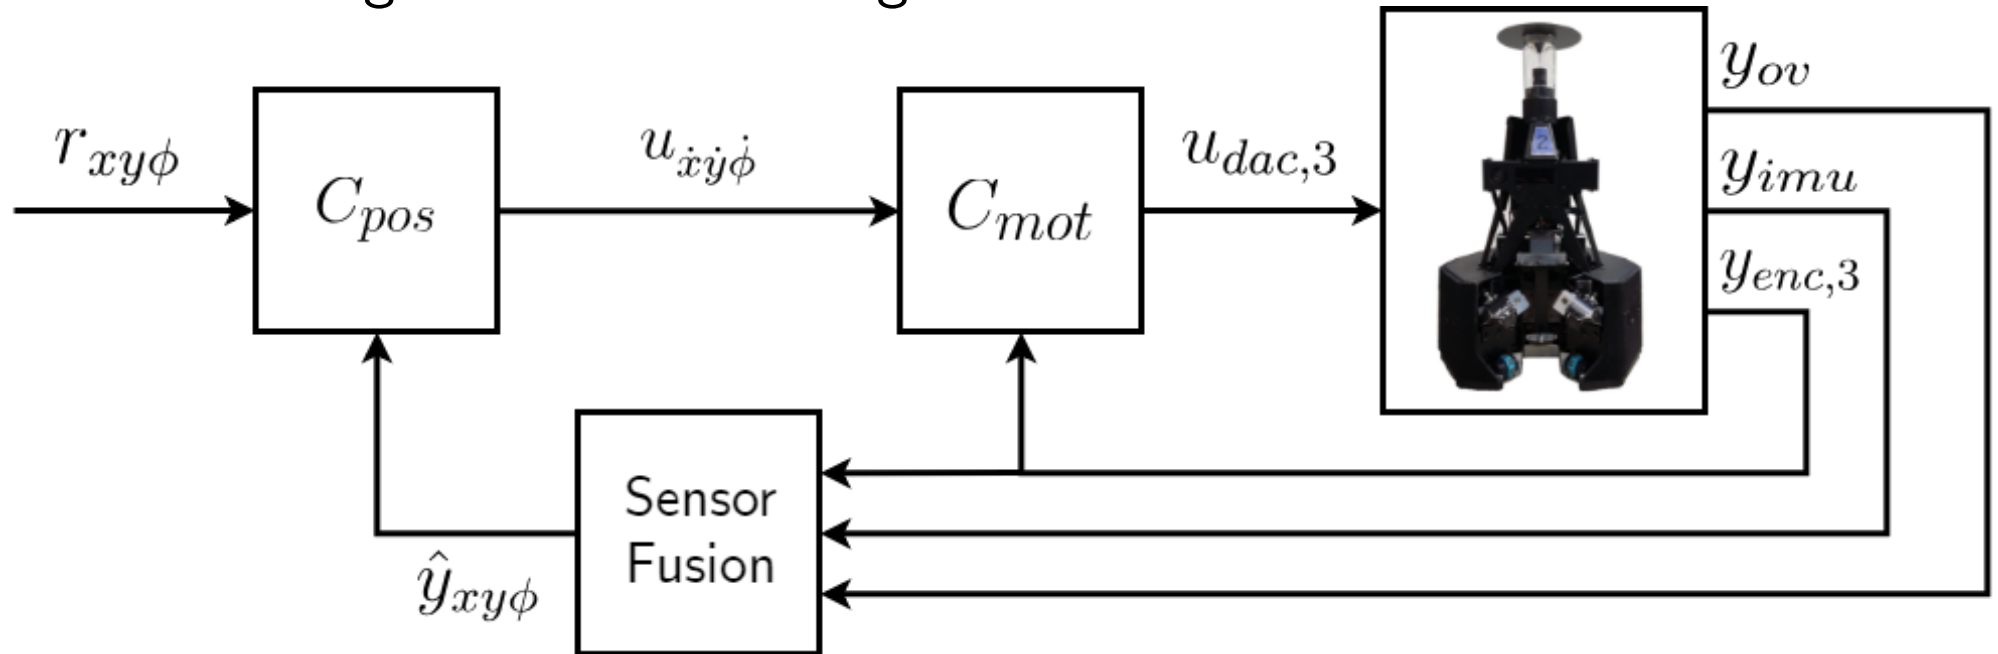 r_{xyϕ}
C_{pos}
u_{ẋẏϕ̇}
C_{mot}
u_{dac,3}
2
y_{ov}
y_{imu}
y_{enc,3}
Sensor
Fusion
ŷ_{xyϕ}